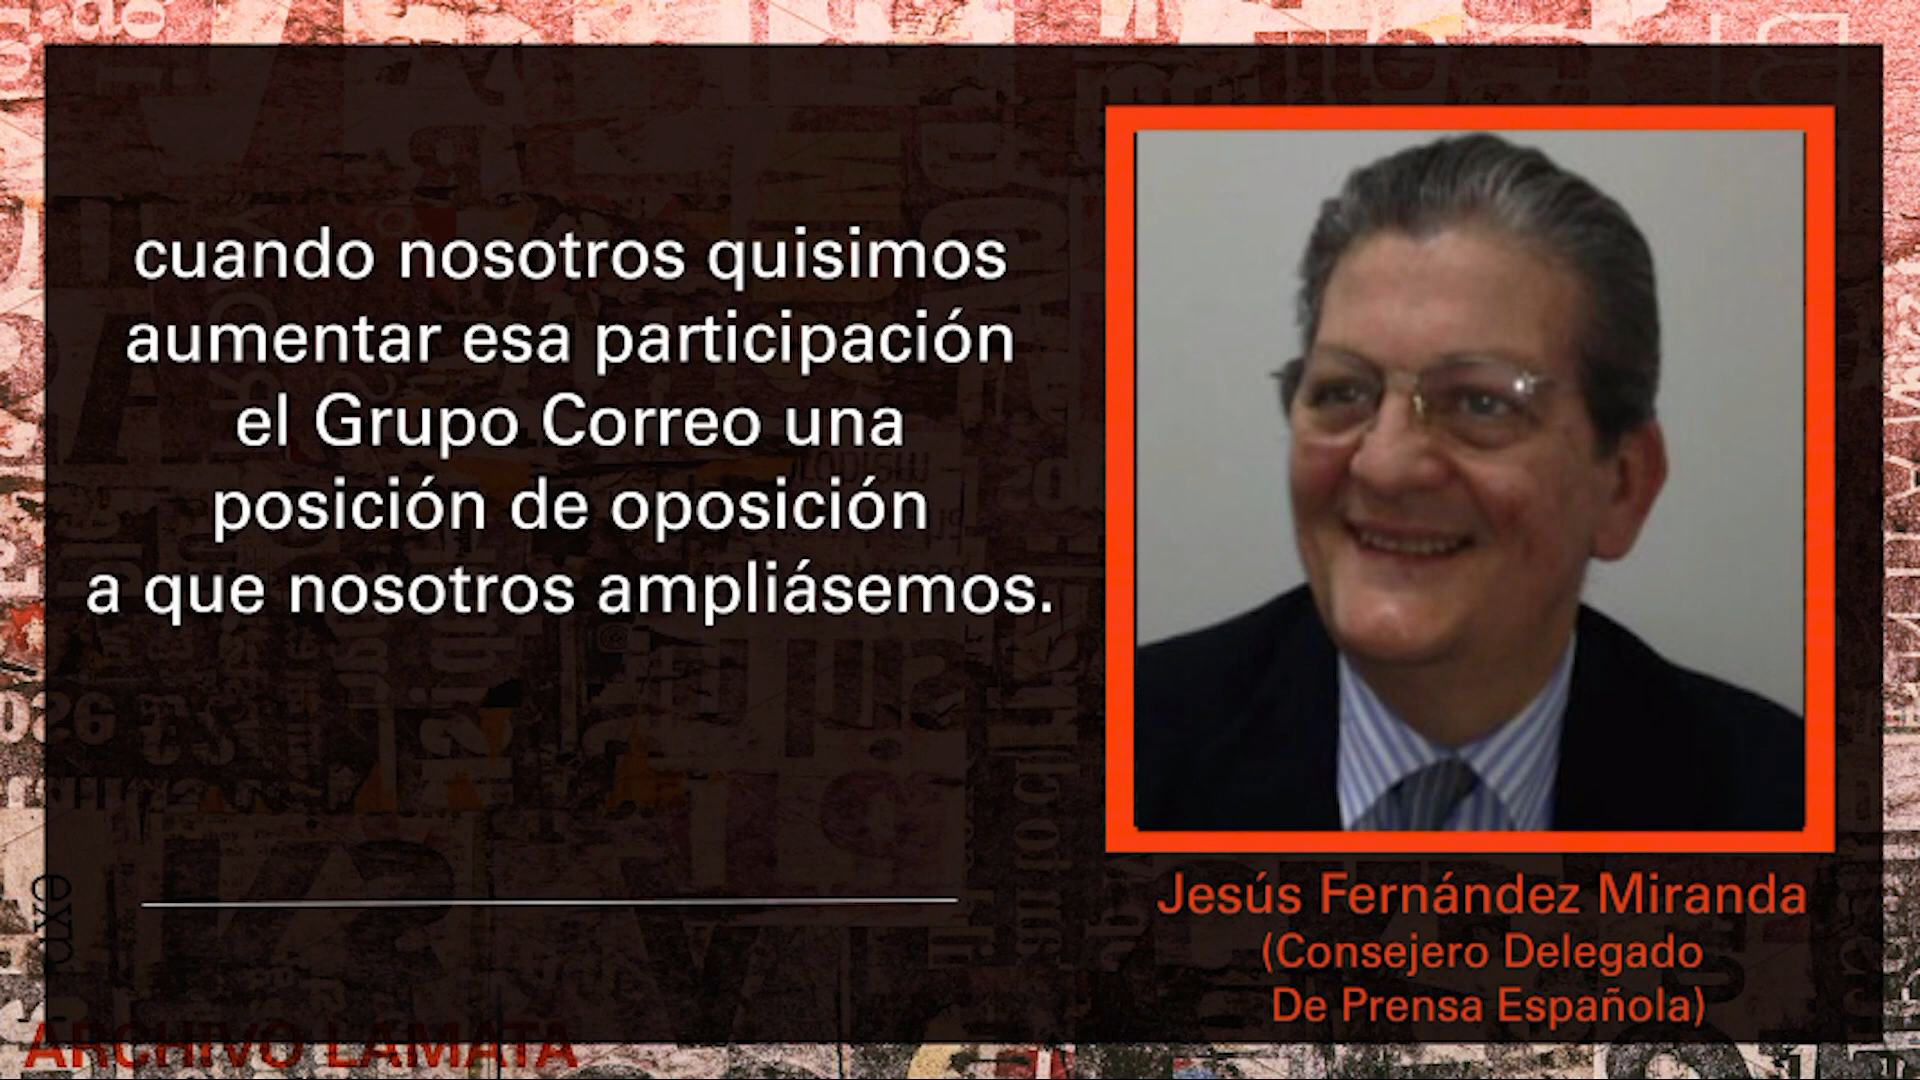 cuando nosotros quisimos
aumentar esa participación
el Grupo Correo una
posición de oposición
a que nosotros ampliásemos.
Jesús Fernández Miranda
(Consejero Delegado
De Prensa Española)
ARCHIVO LAMATA